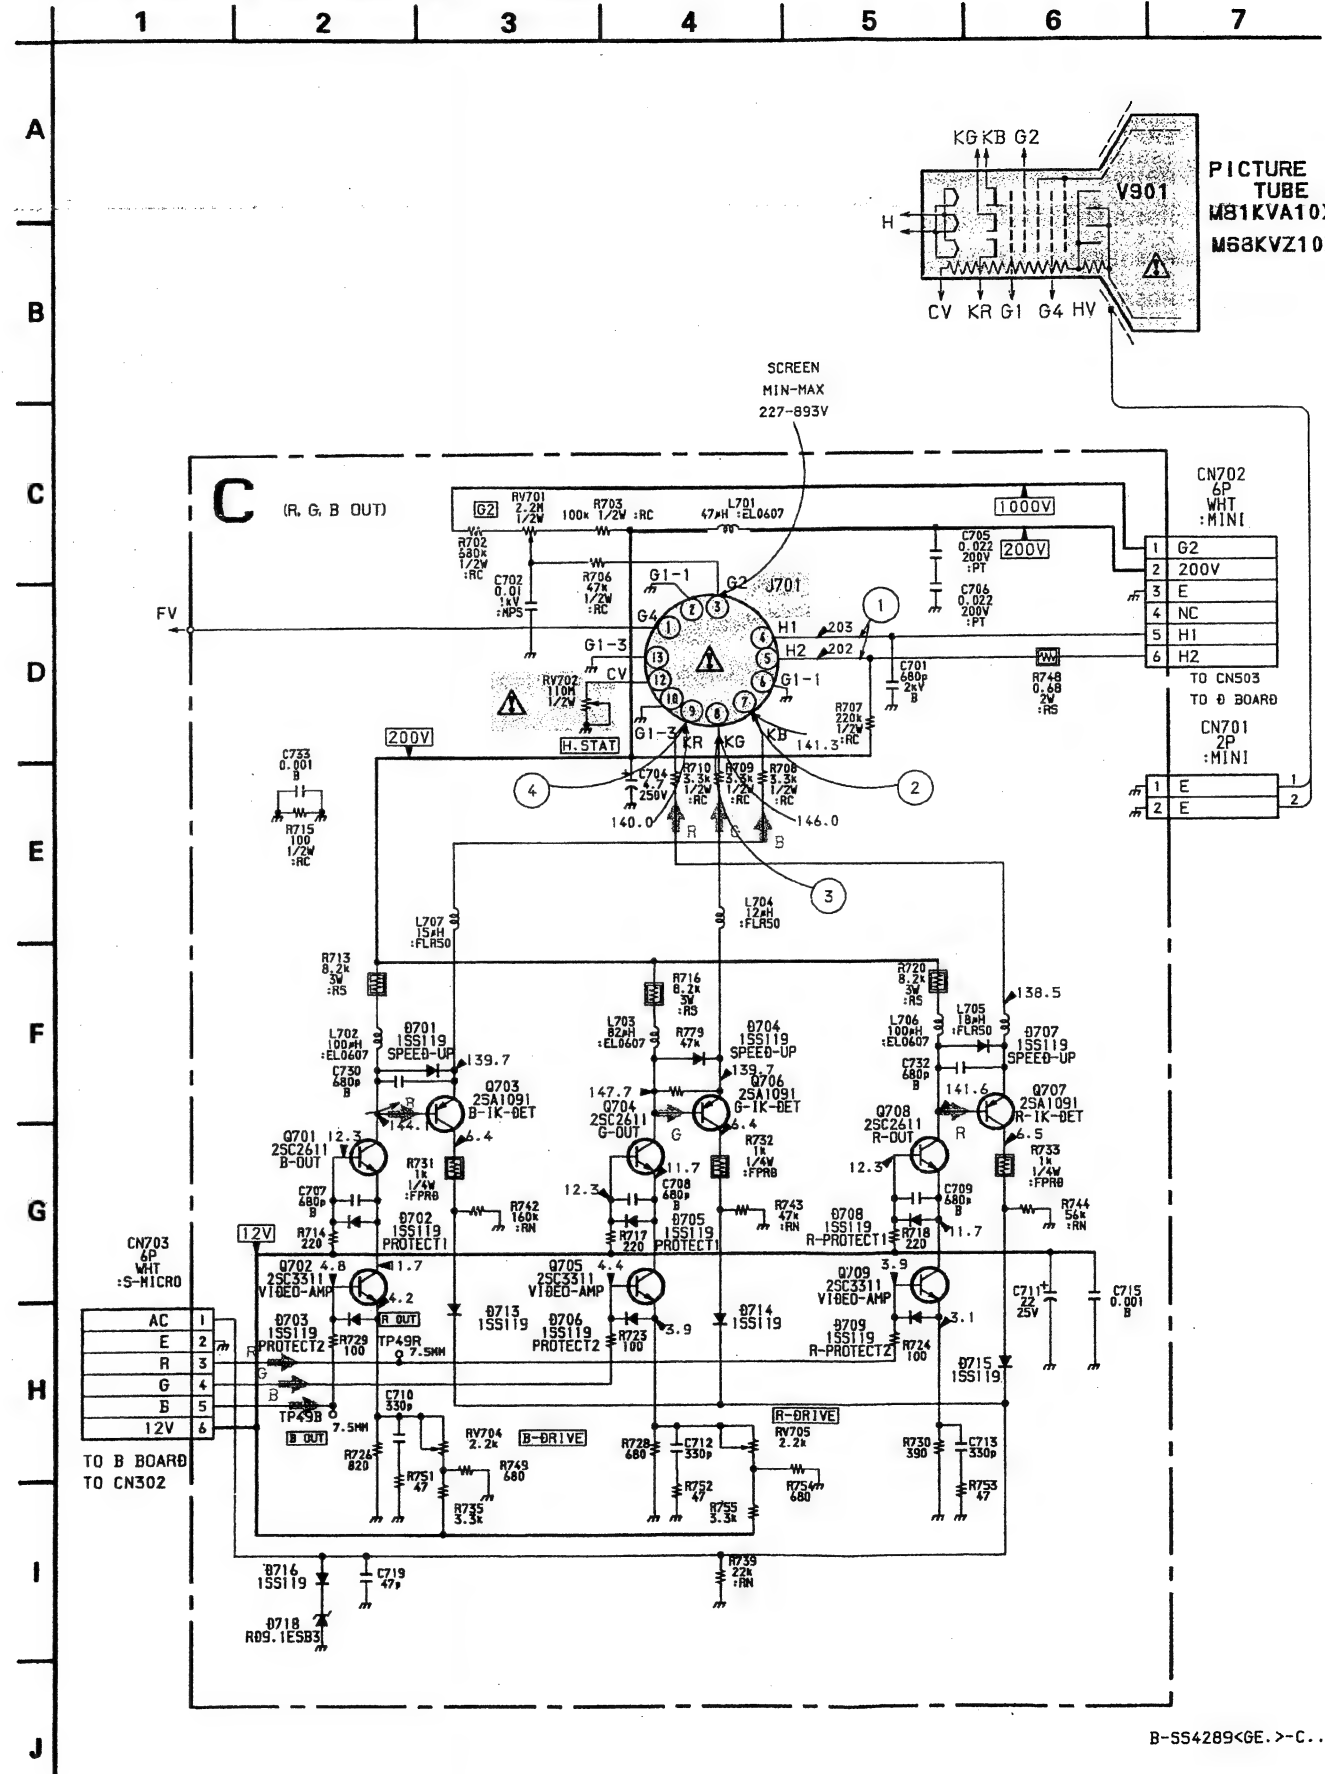 1 2 3 4 5 6 7
A
B
C
D
E
F
G
H
I
J
KG KB G2
H
V901
CV KR G1 G4 HV
PICTURE
TUBE
M68KVZ10
SCREEN
MIN-MAX
227-893V
C
(R, G, B OUT)
G2
RV701
2.2M
1/2W
R703
100k 1/2W :RC
L701
47µH :EL0607
1000V
200V
R702
680k
1/2W
:RC
C702
0.01
1kV
:MPS
R706
47k
1/2W
:RC
C705
0.022
200V
:PT
C706
0.022
200V
:PT
CN702
6P
WHT
:MINI
1 G2
2 200V
3 E
4 NC
5 H1
6 H2
TO CN503
TO D BOARD
CN701
2P
:MINI
1 E 1
2 E 2
FV
G1-1
G2
J701
G4
G1-3
CV
G1-3
KR
KG
KB
H1
H2
G1-1
1 2 3 4 5 6 7 8 9 10 12 13
203
202
1
C701
680p
2kV
B
R748
0.68
2W
:RS
RV702
110M
1/2W
H.STAT
R707
220k
1/2W
:RC
141.3
200V
C733
0.001
B
R715
100
1/2W
:RC
4
C704
4.7
250V
R710
3.3k
1/2W
:RC
R709
3.3k
1/2W
:RC
R708
3.3k
1/2W
:RC
2
140.0
146.0
R
G
B
3
L707
15µH
:FLR50
L704
12µH
:FLR50
R713
8.2k
3W
:RS
R716
8.2k
3W
:RS
R720
8.2k
3W
:RS
138.5
L702
100µH
:EL0607
D701
1SS119
SPEED-UP
L703
82µH
:EL0607
R779
47k
D704
1SS119
SPEED-UP
L706
100µH
:EL0607
L705
18µH
:FLR50
D707
1SS119
SPEED-UP
C730
680p
B
139.7
147.7
139.7
C732
680p
B
141.6
Q703
2SA1091
B-IK-DET
Q706
2SA1091
G-IK-DET
Q707
2SA1091
R-IK-DET
B
144.1
G
R
Q701
2SC2611
B-OUT
12.3
6.4
Q704
2SC2611
G-OUT
6.4
11.7
Q708
2SC2611
R-OUT
12.3
6.5
R731
1k
1/4W
:FPRD
R732
1k
1/4W
:FPRD
R733
1k
1/4W
:FPRD
C707
680p
B
12.3
C708
680p
B
C709
680p
B
R742
160k
:RN
R743
47k
:RN
R744
56k
:RN
R714
220
D702
1SS119
PROTECT1
R717
220
D705
1SS119
PROTECT1
D708
1SS119
R-PROTECT1
R718
220
11.7
12V
CN703
6P
WHT
:S-MICRO
Q702
2SC3311
VIDEO-AMP
4.8
11.7
4.2
Q705
2SC3311
VIDEO-AMP
4.4
3.9
Q709
2SC3311
VIDEO-AMP
3.9
3.1
C711
22
25V
C715
0.001
B
AC 1
E 2
R 3
G 4
B 5
12V 6
TO B BOARD
TO CN302
D703
1SS119
PROTECT2
R729
100
R OUT
TP49R
7.5MM
D713
1SS119
D706
1SS119
PROTECT2
R723
100
D714
1SS119
D709
1SS119
R-PROTECT2
R724
100
D715
1SS119
R
G
B
TP49B
7.5MM
B OUT
C710
330p
R726
820
R751
47
RV704
2.2k
B-DRIVE
R749
680
R735
3.3k
R728
680
C712
330p
R752
47
R755
3.3k
R-DRIVE
RV705
2.2k
R754
680
R730
390
C713
330p
R753
47
D716
1SS119
C719
47p
D718
RD9.1ESB3
R739
22k
:RN
B-SS4289<GE.>-C..